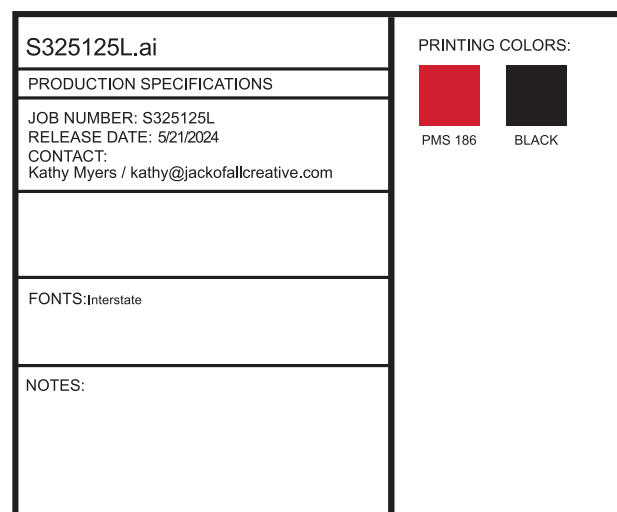 S325125L.ai
PRODUCTION SPECIFICATIONS
JOB NUMBER: S325125L
RELEASE DATE: 5/21/2024
CONTACT:
Kathy Myers / kathy@jackofallcreative.com
FONTS:Interstate
NOTES:
PRINTING COLORS:
PMS 186 BLACK